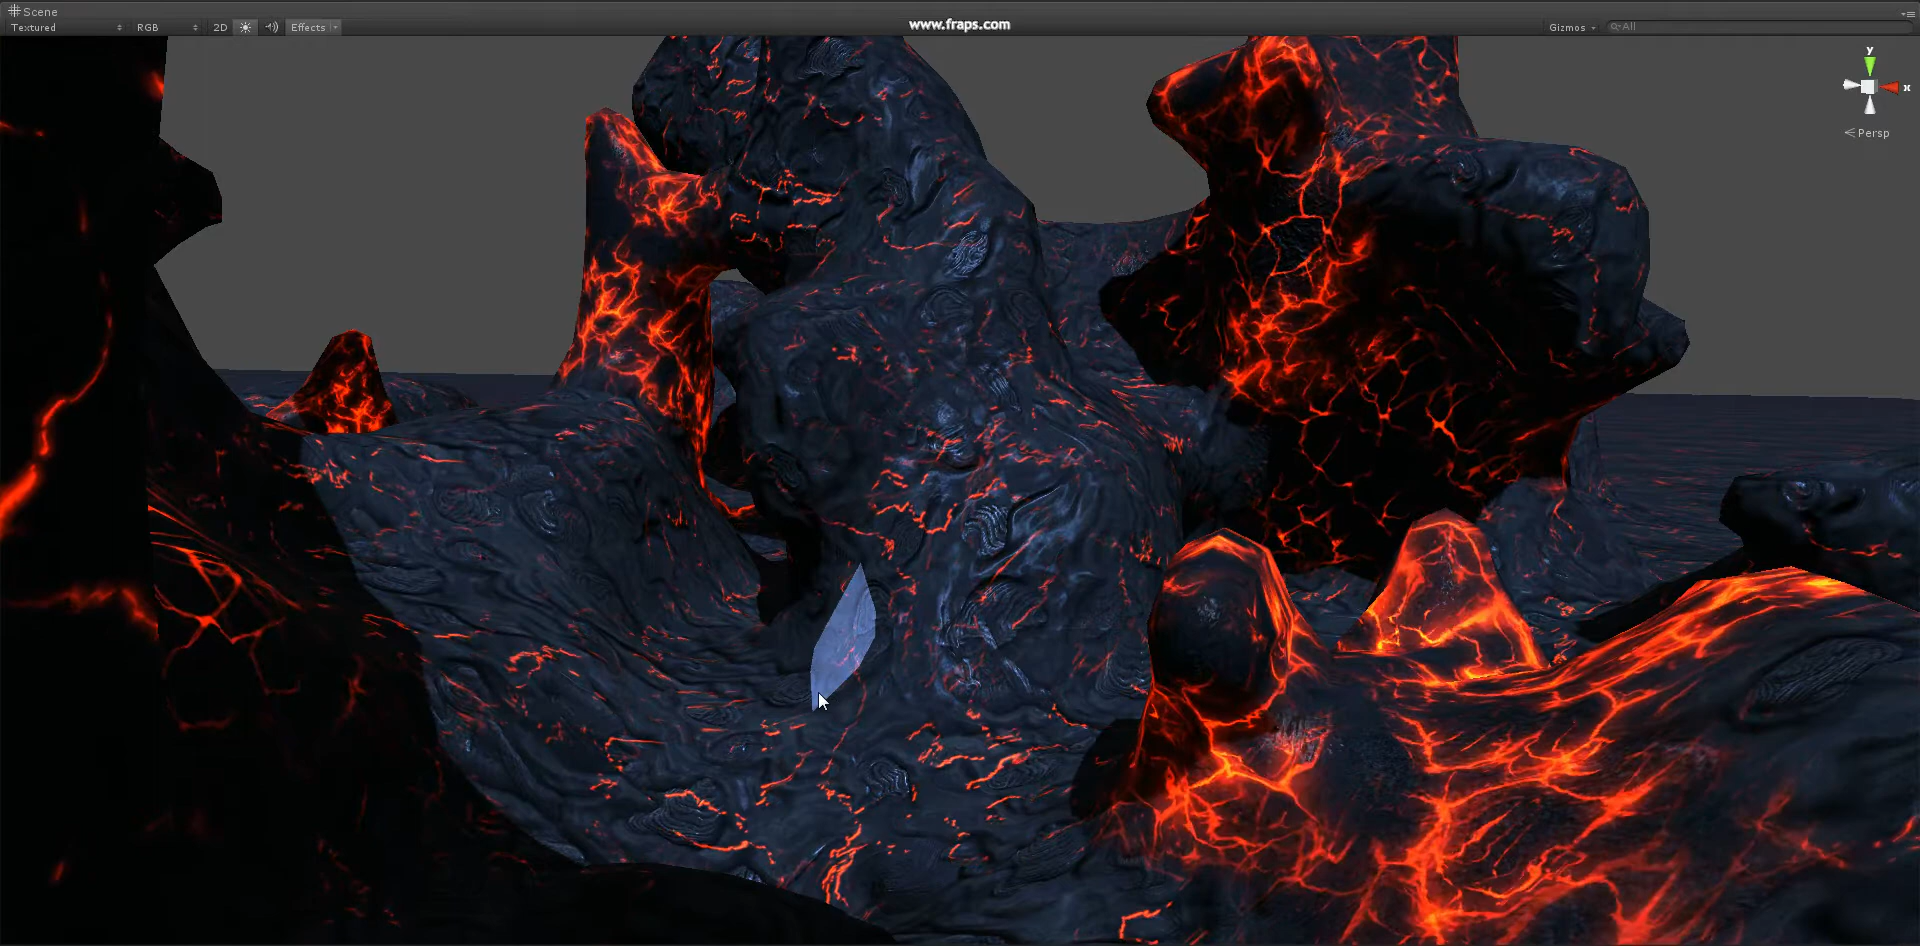 Scene
www.fraps.com
Textured RGB 2D Effects Gizmos All
y
x
Persp